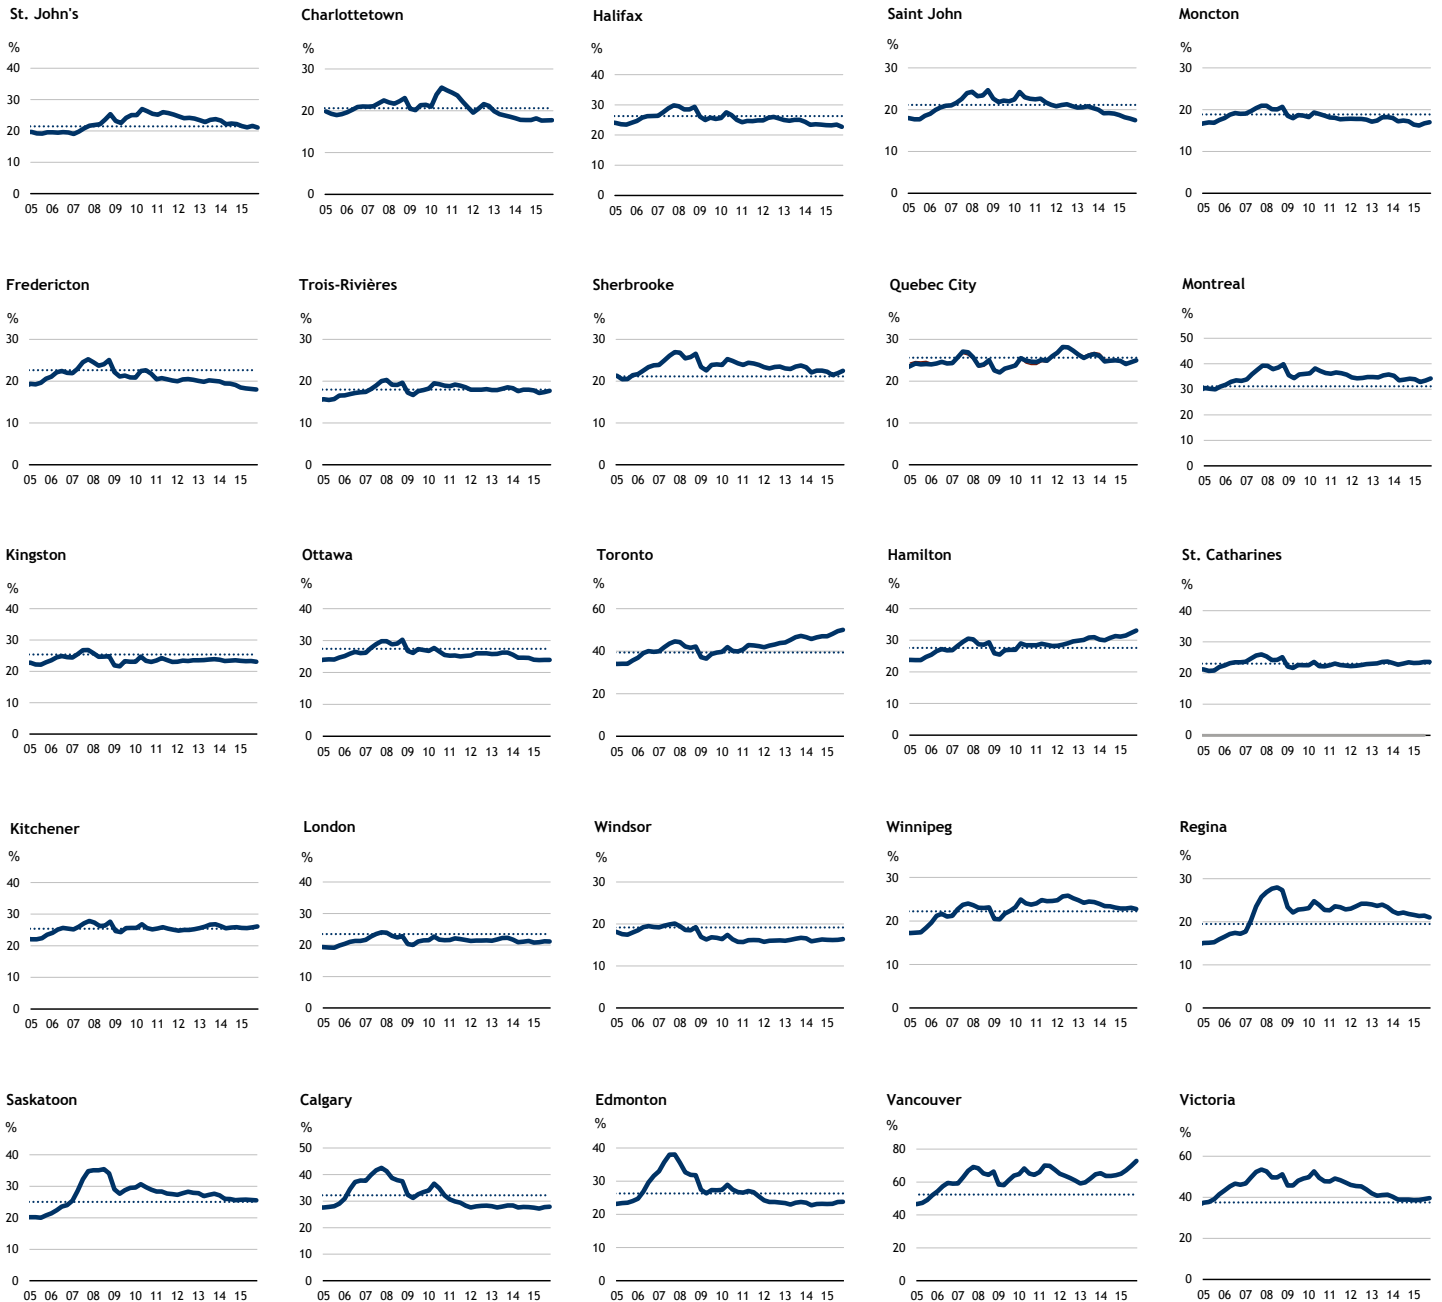 St. John's Charlottetown Halifax Saint John Moncton
% % % % %
40 30 40 30 30
30 20 30 20 20
20 10 20 10 10
10 0 10 0 0
0 0
05 06 07 08 09 10 11 12 13 14 15 05 06 07 08 09 10 11 12 13 14 15 05 06 07 08 09 10 11 12 13 14 15 05 06 07 08 09 10 11 12 13 14 15 05 06 07 08 09 10 11 12 13 14 15
Fredericton Trois-Rivières Sherbrooke Quebec City Montreal
% % % % %
30 30 30 30 50
20 20 20 20 40
10 10 10 10 30
0 0 0 0 20
10
0
05 06 07 08 09 10 11 12 13 14 15 05 06 07 08 09 10 11 12 13 14 15 05 06 07 08 09 10 11 12 13 14 15 05 06 07 08 09 10 11 12 13 14 15 05 06 07 08 09 10 11 12 13 14 15
Kingston Ottawa Toronto Hamilton St. Catharines
% % % % %
40 40 60 40 40
30 30 40 30 30
20 20 20 20 20
10 10 0 10 10
0 0 0 0
05 06 07 08 09 10 11 12 13 14 15 05 06 07 08 09 10 11 12 13 14 15 05 06 07 08 09 10 11 12 13 14 15 05 06 07 08 09 10 11 12 13 14 15 05 06 07 08 09 10 11 12 13 14 15
Kitchener London Windsor Winnipeg Regina
% % % % %
40 40 30 30 30
30 30 20 20 20
20 20 10 10 10
10 10 0 0 0
0 0
05 06 07 08 09 10 11 12 13 14 15 05 06 07 08 09 10 11 12 13 14 15 05 06 07 08 09 10 11 12 13 14 15 05 06 07 08 09 10 11 12 13 14 15 05 06 07 08 09 10 11 12 13 14 15
Saskatoon Calgary Edmonton Vancouver Victoria
% % % % %
40 50 40 80 60
30 40 30 60 40
20 30 20 40 20
10 20 10 20 0
0 10 0 0
0
05 06 07 08 09 10 11 12 13 14 15 05 06 07 08 09 10 11 12 13 14 15 05 06 07 08 09 10 11 12 13 14 15 05 06 07 08 09 10 11 12 13 14 15 05 06 07 08 09 10 11 12 13 14 15